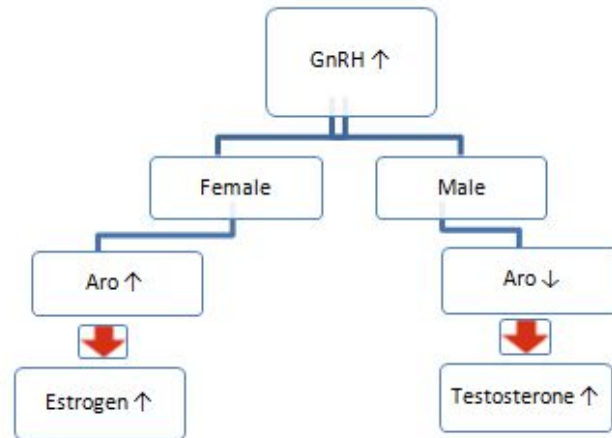 GnRH ↑
Female
Male
Aro ↑
Aro ↓
Estrogen ↑
Testosterone ↑